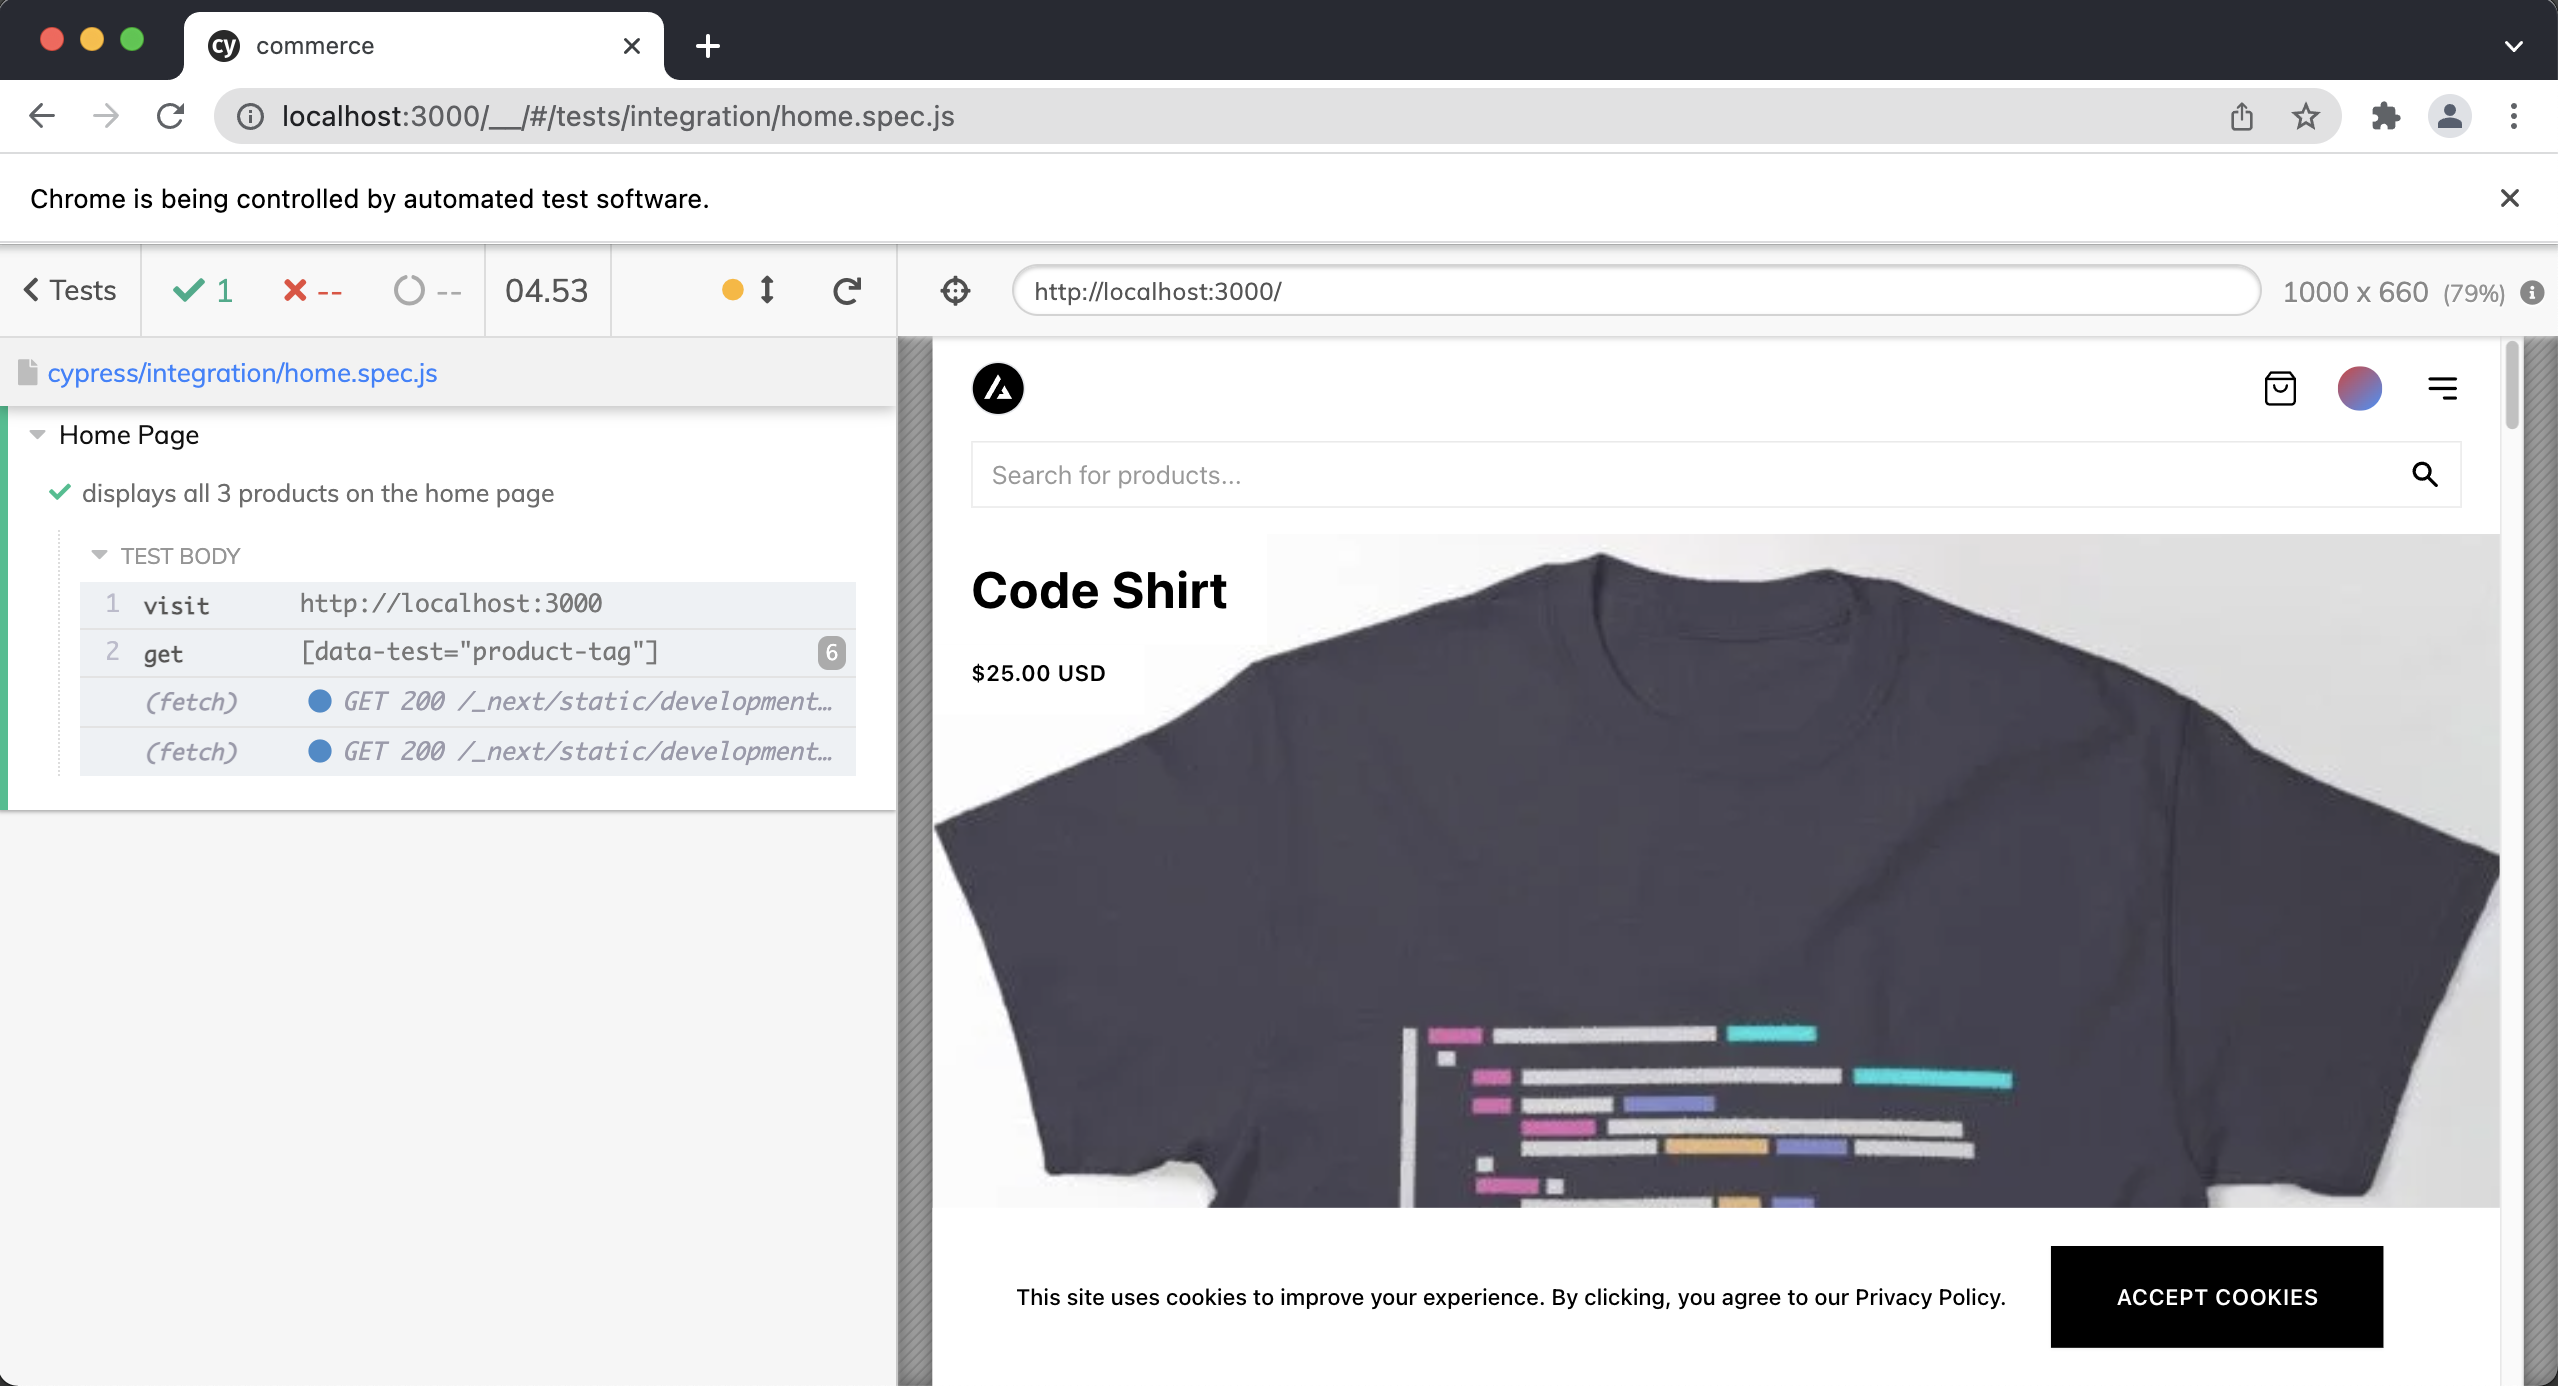 cy commerce
localhost:3000/__/#/tests/integration/home.spec.js
Chrome is being controlled by automated test software.
Tests 1 -- -- 04.53
http://localhost:3000/ 1000 x 660 (79%)
cypress/integration/home.spec.js
Home Page
displays all 3 products on the home page
TEST BODY
1 visit http://localhost:3000
2 get [data-test="product-tag"] 6
(fetch) GET 200 /_next/static/development…
(fetch) GET 200 /_next/static/development…
Search for products...
Code Shirt
$25.00 USD
This site uses cookies to improve your experience. By clicking, you agree to our Privacy Policy.
ACCEPT COOKIES